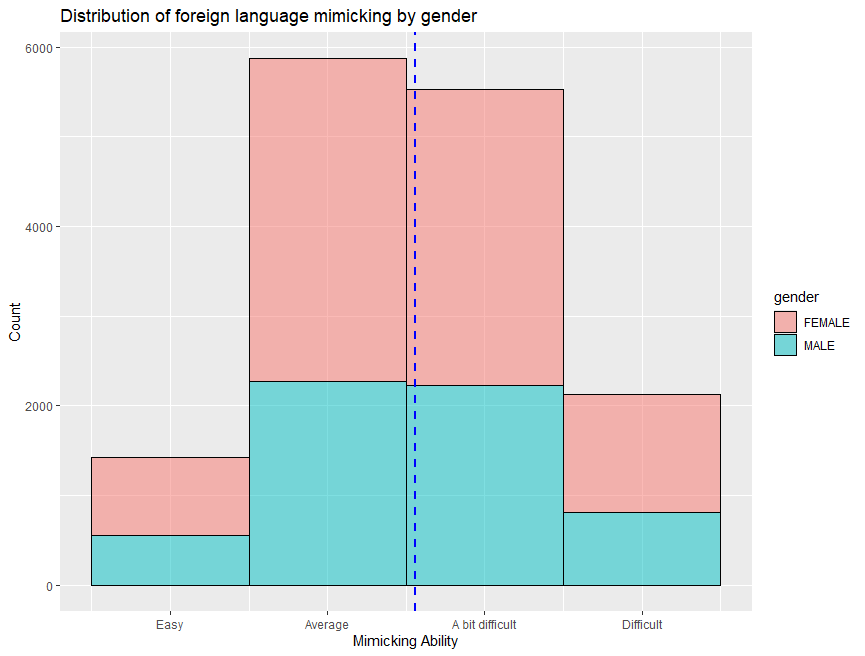 Distribution of foreign language mimicking by gender
6000
4000
2000
0
Count
Easy Average A bit difficult Difficult
Mimicking Ability
gender
FEMALE
MALE